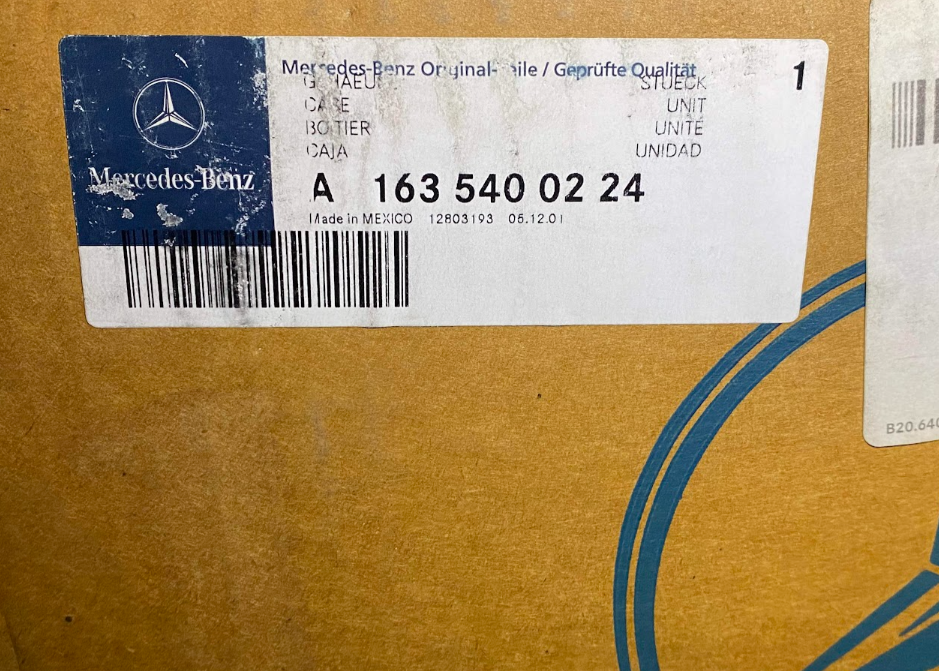 Mercedes-Benz
Mercedes-Benz Original-Teile / Geprüfte Qualität
1
GEHAEUSE STUECK
CASE UNIT
BOITIER UNITÉ
CAJA UNIDAD
A 163 540 02 24
Made in MEXICO 12803193 05.12.01
B20.640